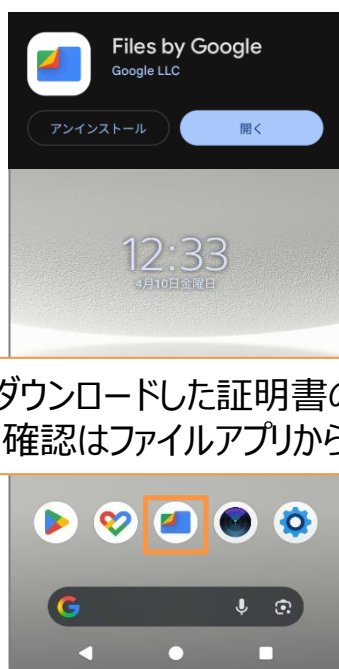 Files by Google
Google LLC
アンインストール
開く
12:33
4月10日金曜日
ダウンロードした証明書の
確認はファイルアプリから